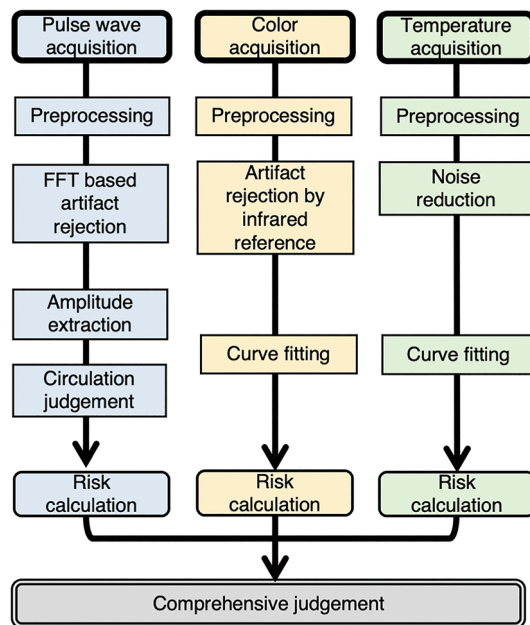 Pulse wave
acquisition
Preprocessing
FFT based
artifact
rejection
Amplitude
extraction
Circulation
judgement
Risk
calculation
Color
acquisition
Preprocessing
Artifact
rejection by
infrared
reference
Curve fitting
Risk
calculation
Temperature
acquisition
Preprocessing
Noise
reduction
Curve fitting
Risk
calculation
Comprehensive judgement